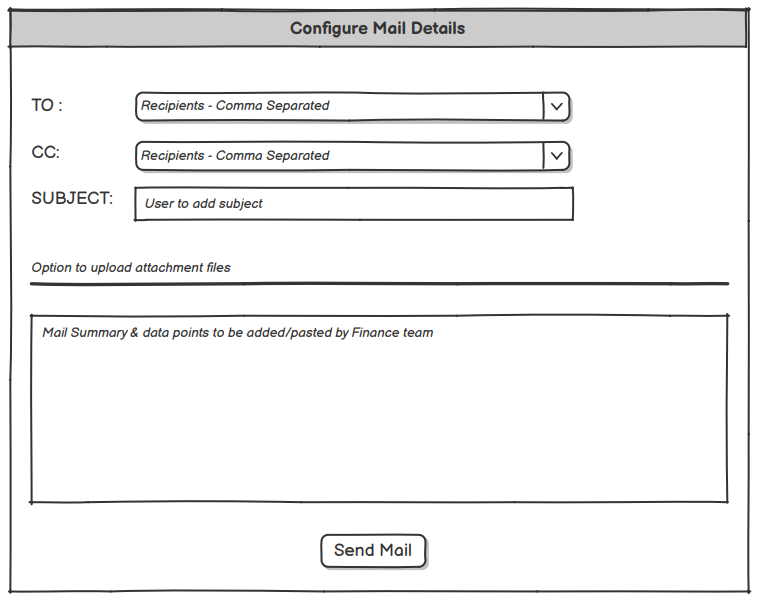 Configure Mail Details
TO :
Recipients - Comma Separated
CC:
Recipients - Comma Separated
SUBJECT:
User to add subject
Option to upload attachment files
Mail Summary & data points to be added/pasted by Finance team
Send Mail